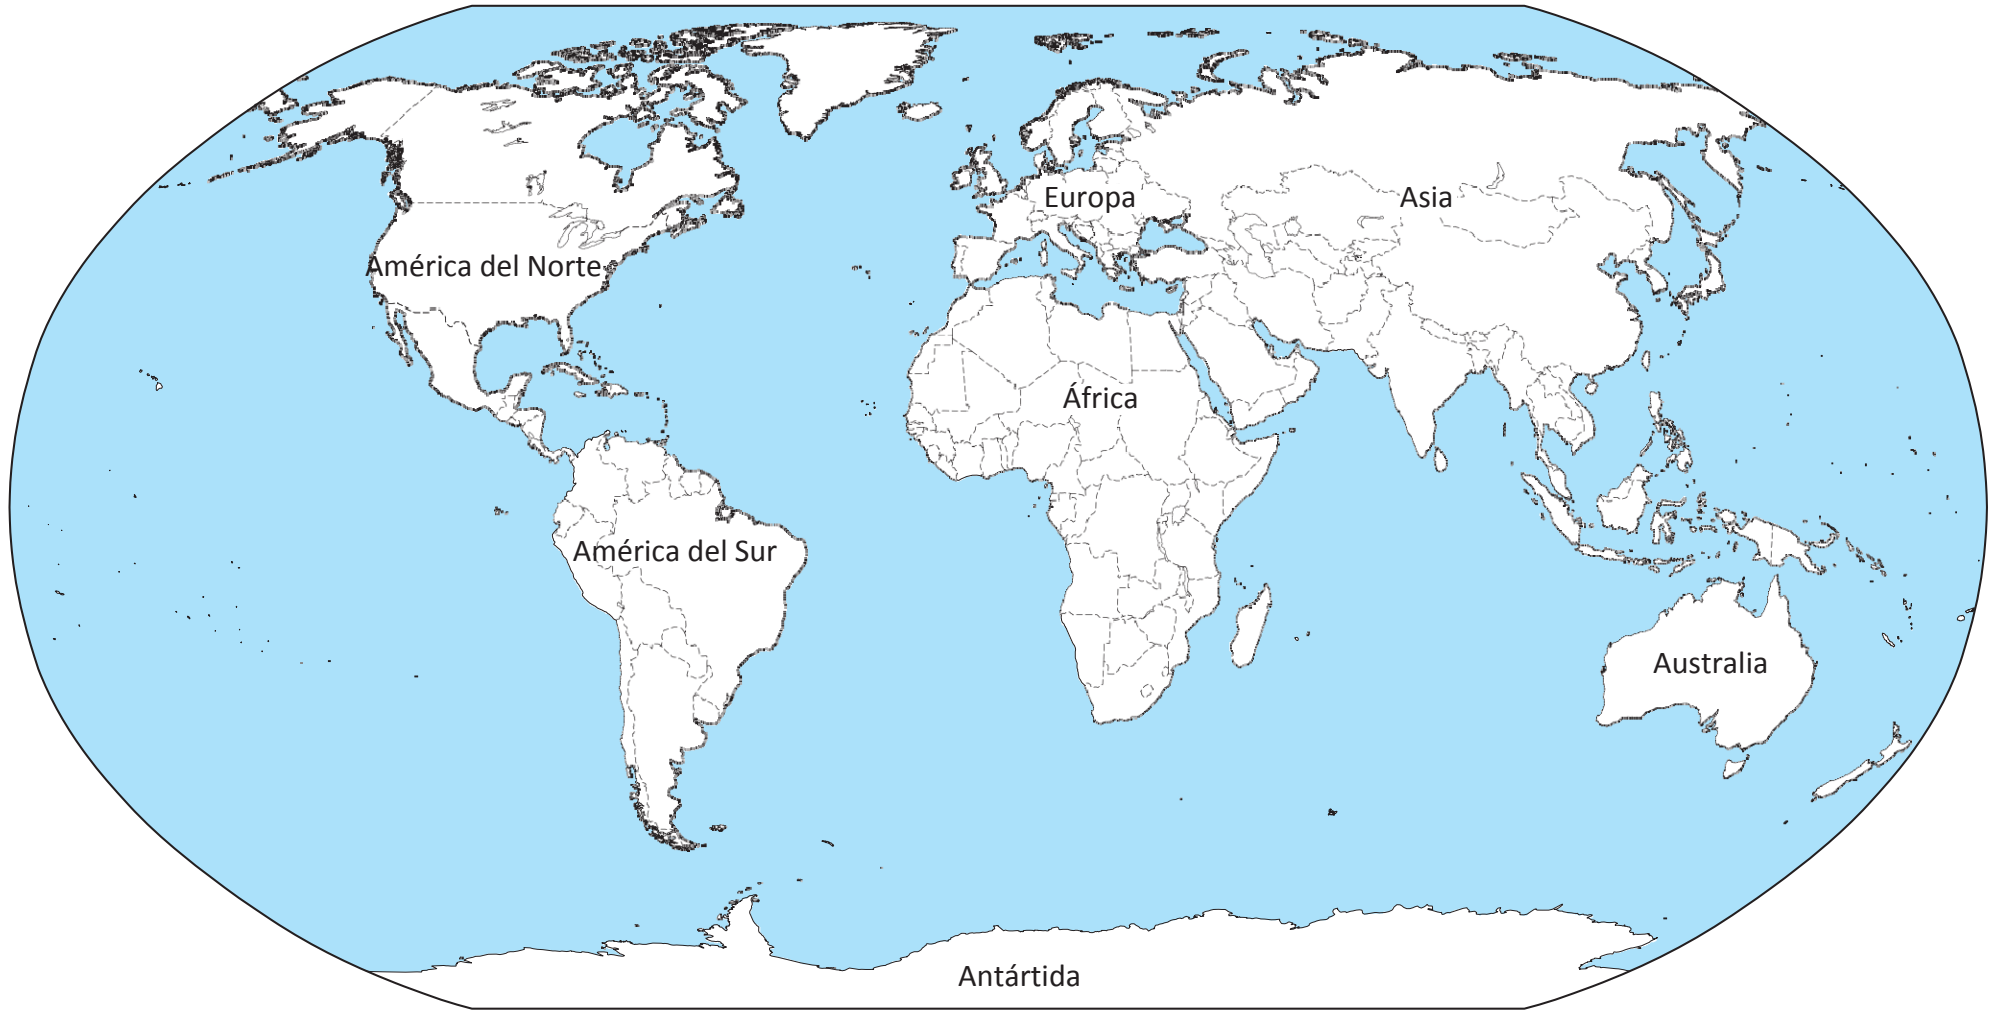 Europa
Asia
América del Norte
África
América del Sur
Australia
Antártida